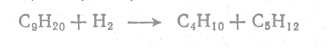 C₉H₂₀ + H₂ ⟶ C₄H₁₀ + C₅H₁₂